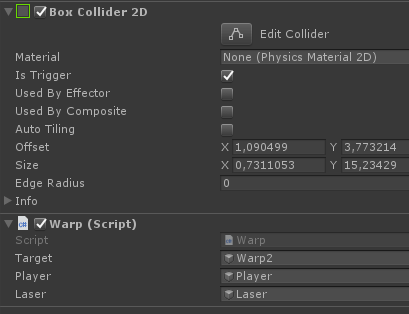 Box Collider 2D
Edit Collider
Material None (Physics Material 2D)
Is Trigger
Used By Effector
Used By Composite
Auto Tiling
Offset X 1,090499 Y 3,773214
Size X 0,7311053 Y 15,23429
Edge Radius 0
Info
Warp (Script)
Script Warp
Target Warp2
Player Player
Laser Laser